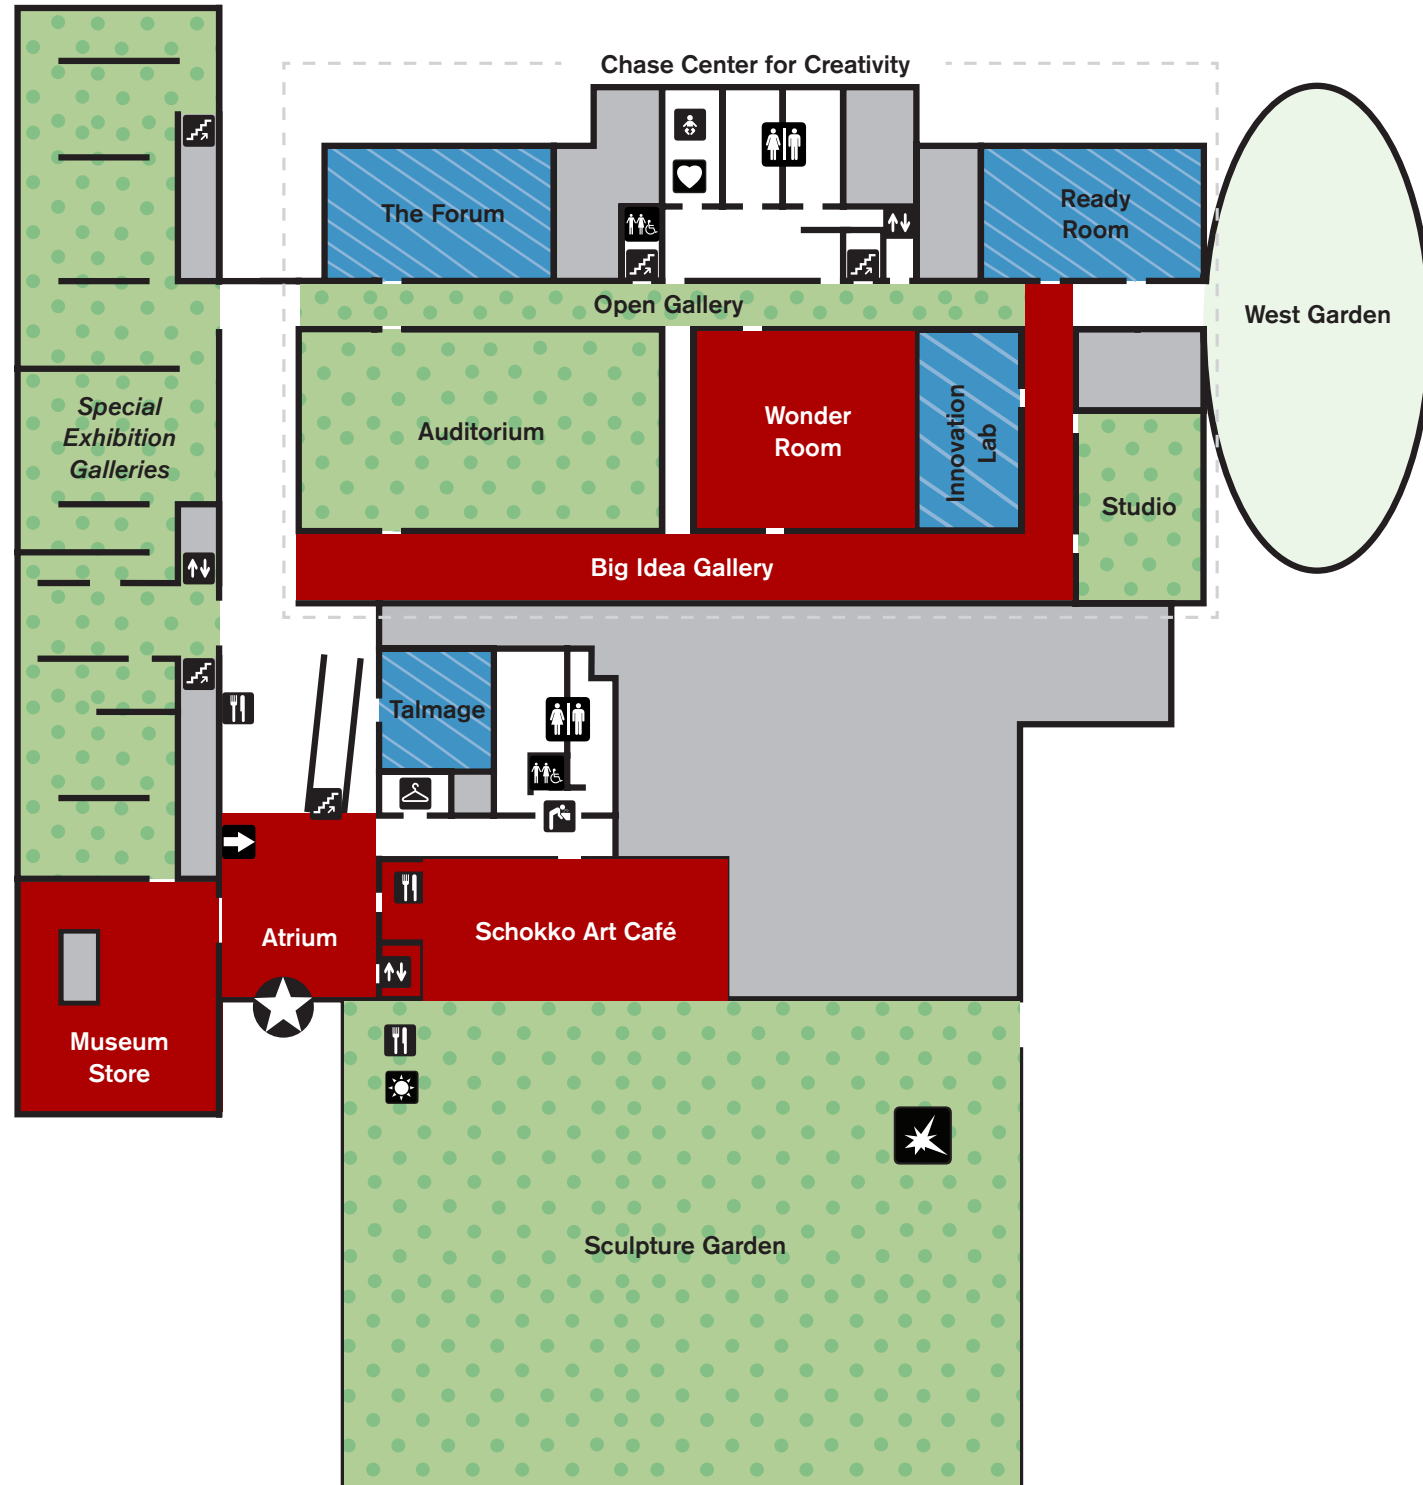 Chase Center for Creativity
The Forum
Ready
Room
Open Gallery
West Garden
Special
Exhibition
Galleries
Auditorium
Wonder
Room
Innovation
Lab
Studio
Big Idea Gallery
Talmage
Atrium
Schokko Art Café
Museum
Store
Sculpture Garden